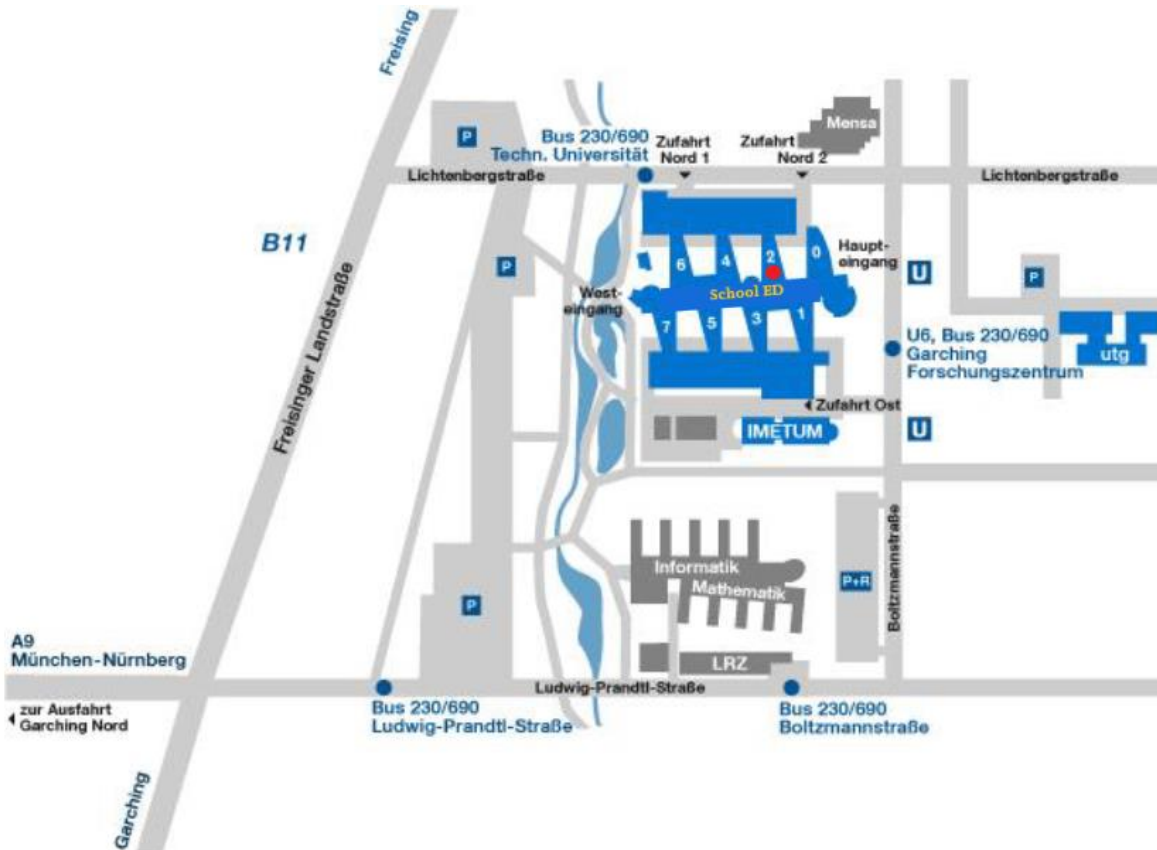 Freising
P
Bus 230/690
Techn. Universität
Zufahrt
Nord 1
Zufahrt
Nord 2
Mensa
Lichtenbergstraße
Lichtenbergstraße
B11
P
6
4
2
0
Haupt-
eingang
U
P
West-
eingang
School ED
7
5
3
1
U6, Bus 230/690
Garching
Forschungszentrum
utg
Freisinger Landstraße
Zufahrt Ost
IMETUM
U
Informatik
Mathematik
P+R
Boltzmannstraße
P
A9
München-Nürnberg
LRZ
Ludwig-Prandtl-Straße
zur Ausfahrt
Garching Nord
Bus 230/690
Ludwig-Prandtl-Straße
Bus 230/690
Boltzmannstraße
Garching